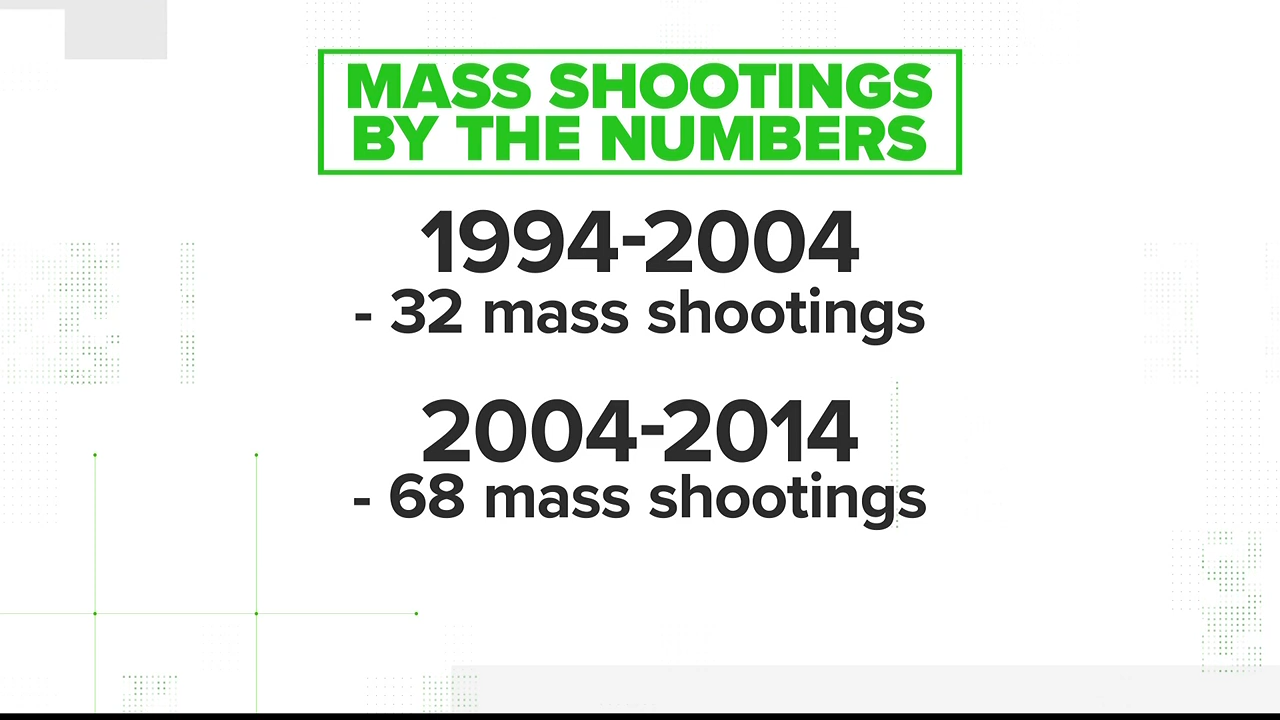 MASS SHOOTINGS
BY THE NUMBERS
1994-2004
- 32 mass shootings
2004-2014
- 68 mass shootings